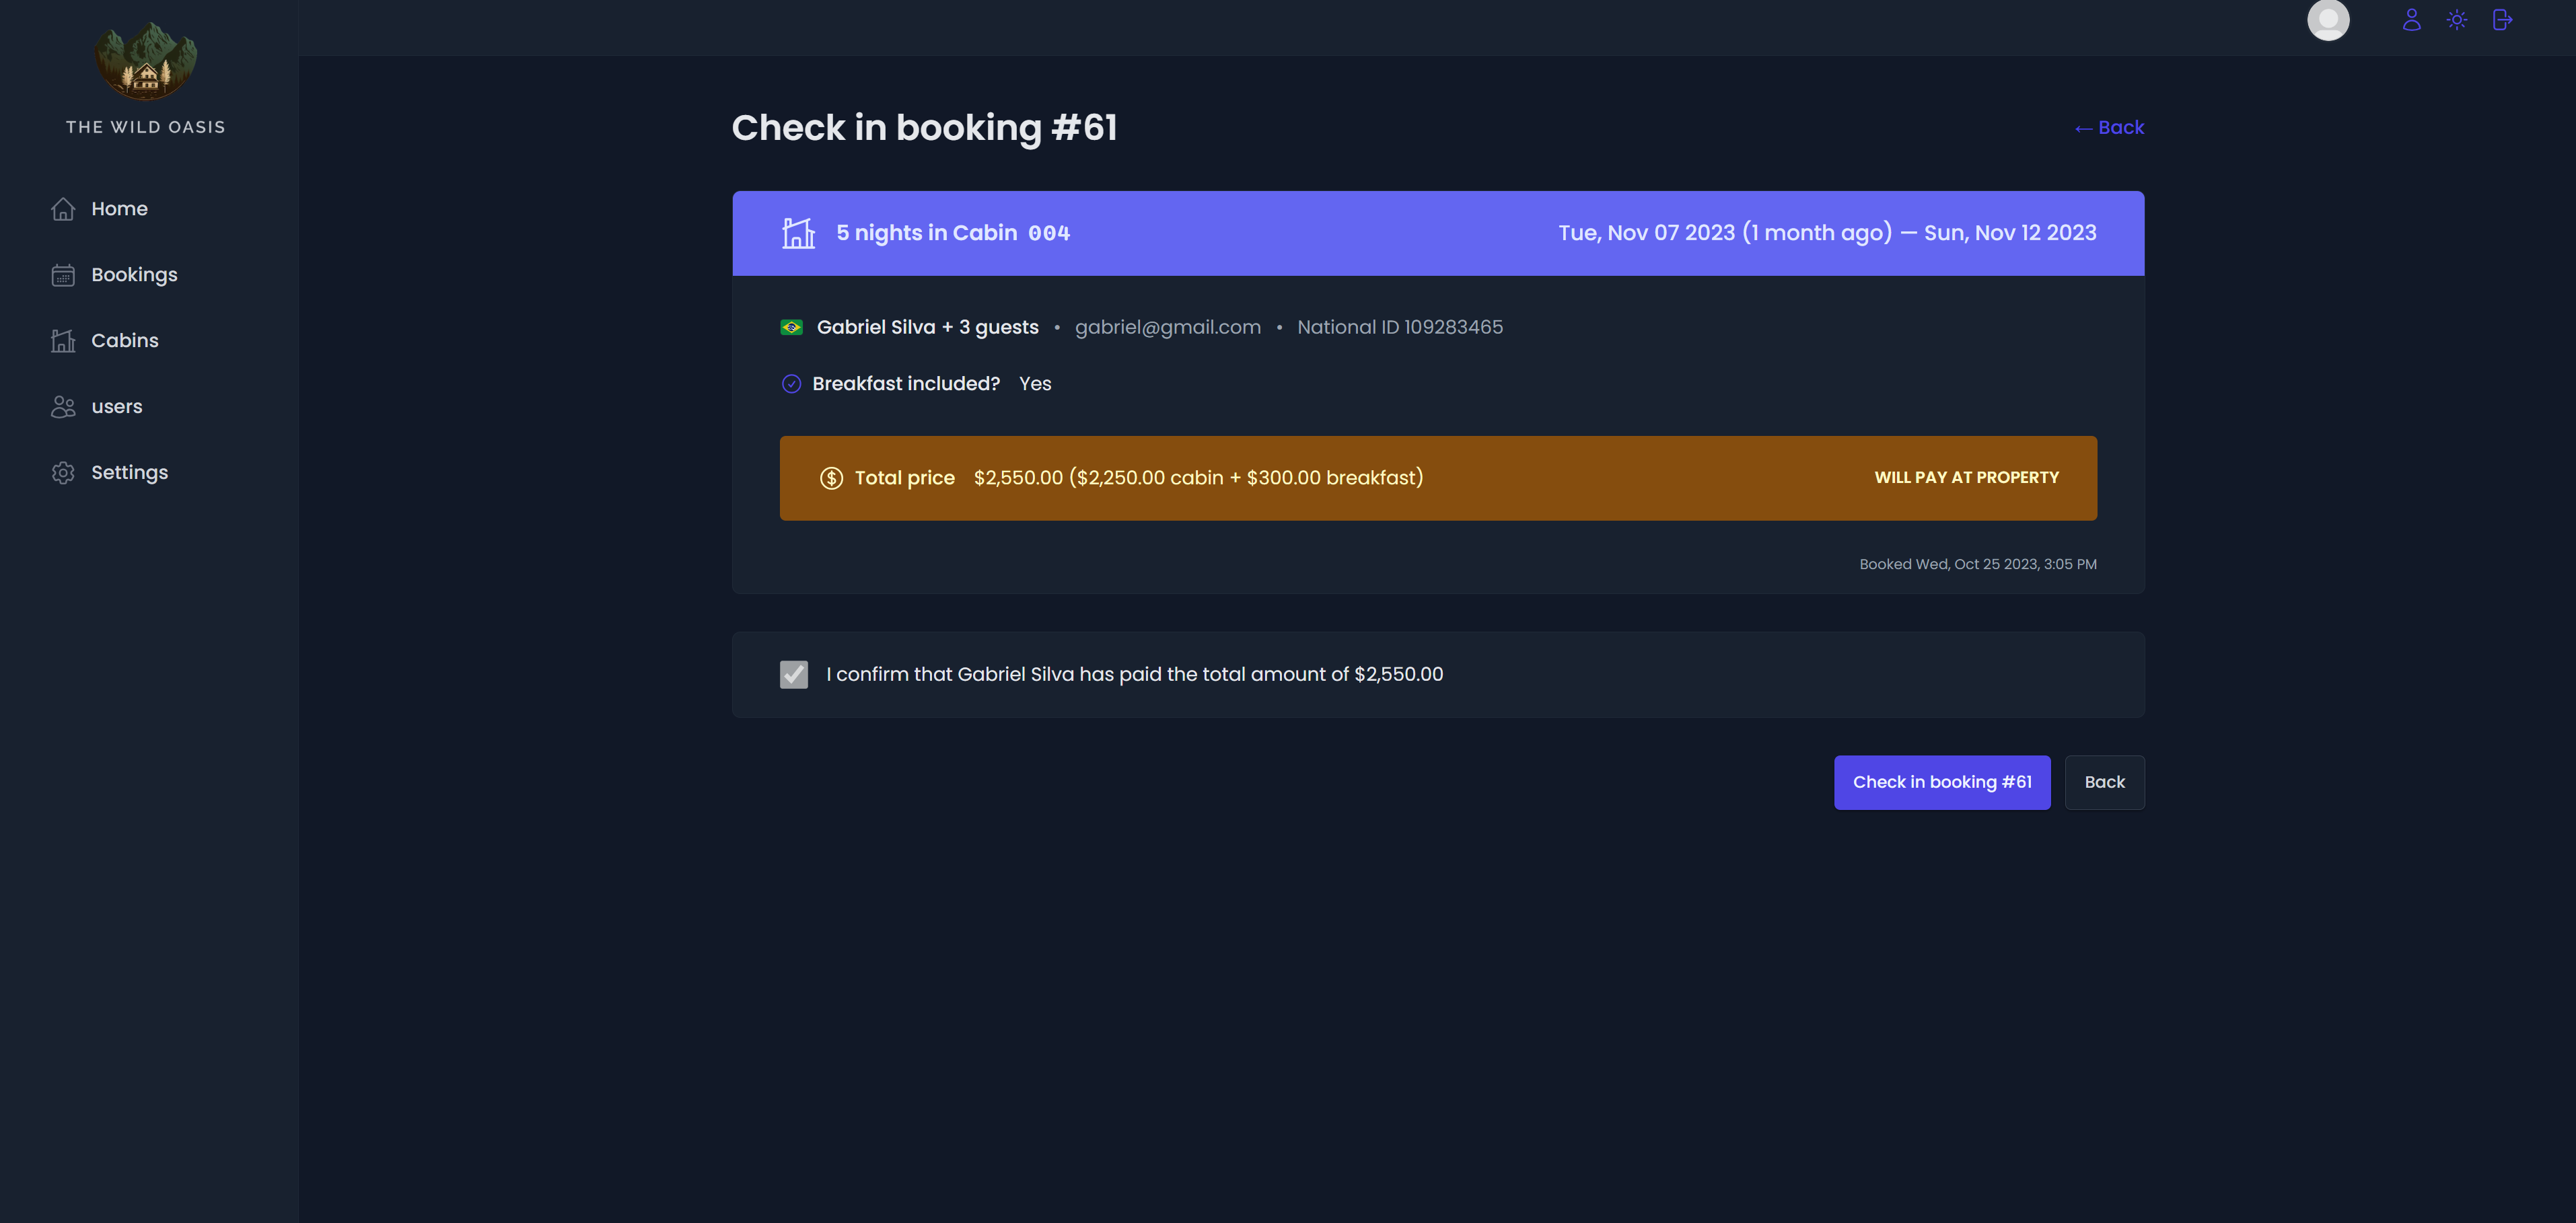 THE WILD OASIS
Home
Bookings
Cabins
users
Settings
Check in booking #61
← Back
5 nights in Cabin 004
Tue, Nov 07 2023 (1 month ago) — Sun, Nov 12 2023
Gabriel Silva + 3 guests • gabriel@gmail.com • National ID 109283465
Breakfast included? Yes
Total price $2,550.00 ($2,250.00 cabin + $300.00 breakfast)
WILL PAY AT PROPERTY
Booked Wed, Oct 25 2023, 3:05 PM
I confirm that Gabriel Silva has paid the total amount of $2,550.00
Check in booking #61
Back